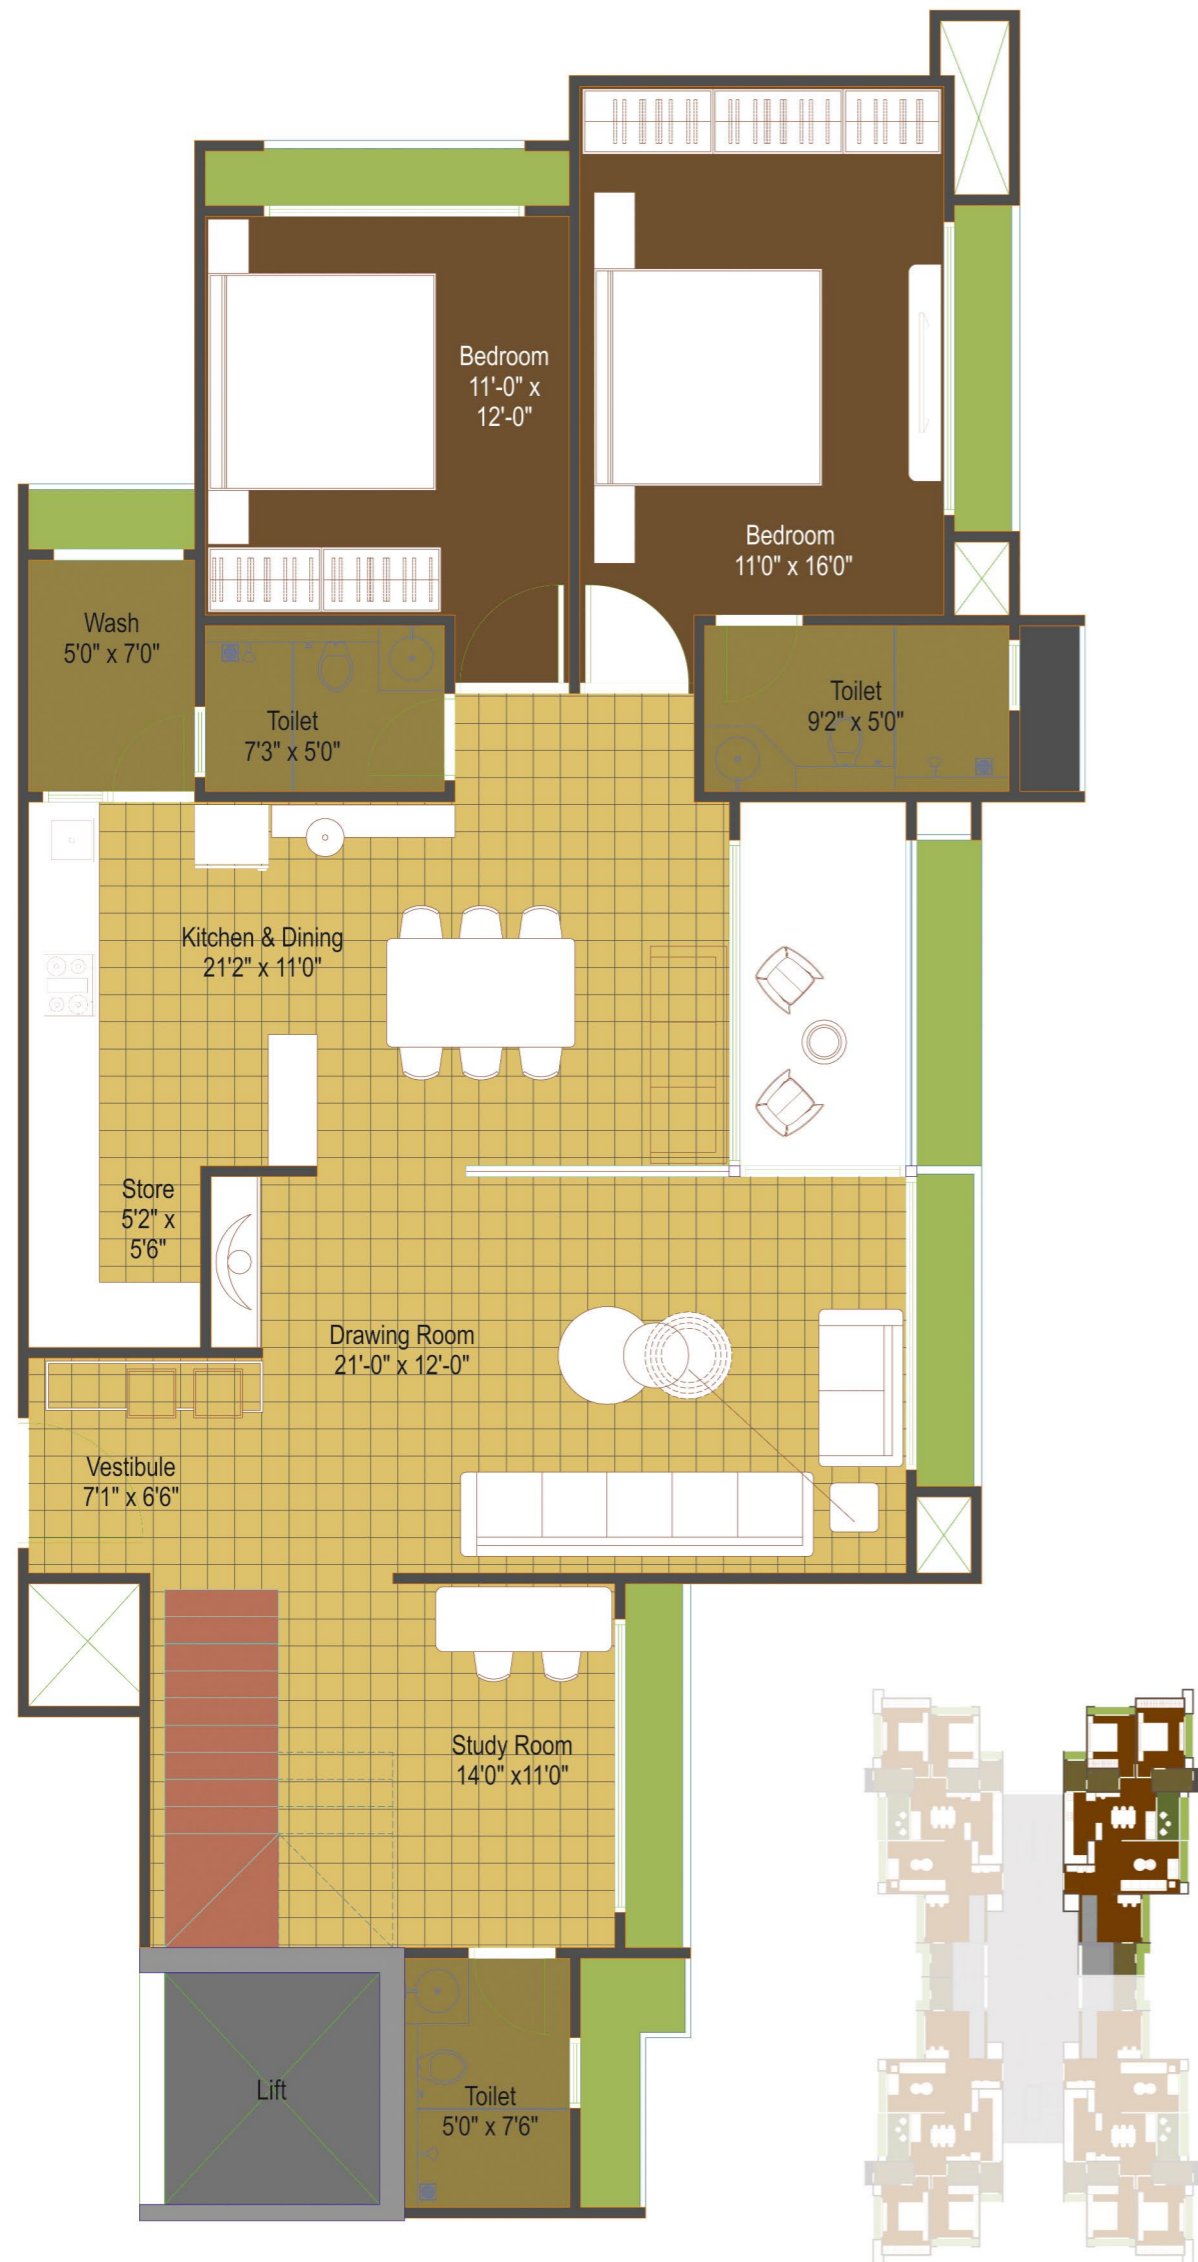 Bedroom
11'-0" x
12'-0"
Bedroom
11'0" x 16'0"
Wash
5'0" x 7'0"
Toilet
7'3" x 5'0"
Toilet
9'2" x 5'0"
Kitchen & Dining
21'2" x 11'0"
Store
5'2" x
5'6"
Drawing Room
21'-0" x 12'-0"
Vestibule
7'1" x 6'6"
Study Room
14'0" x11'0"
Lift
Toilet
5'0" x 7'6"